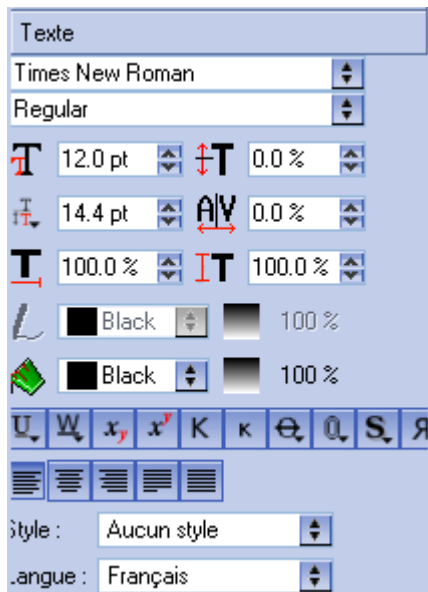 Texte
Times New Roman
Regular
12.0 pt 0.0 %
14.4 pt 0.0 %
100.0 % 100.0 %
Black 100 %
Black 100 %
U W xy x^y K K O O S Я
Style : Aucun style
Langue : Français